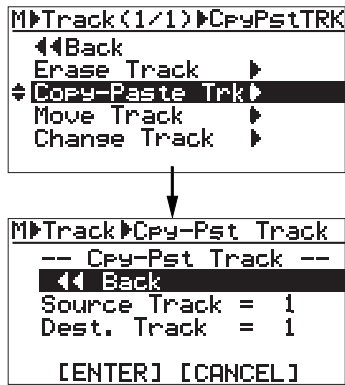 M▶Track(1/1)▶CpyPstTRK
◀◀Back
Erase Track ▶
Copy-Paste Trk▶
Move Track ▶
Change Track ▶
M▶Track▶Cpy-Pst Track
-- Cpy-Pst Track --
◀◀ Back
Source Track = 1
Dest. Track = 1
[ENTER] [CANCEL]